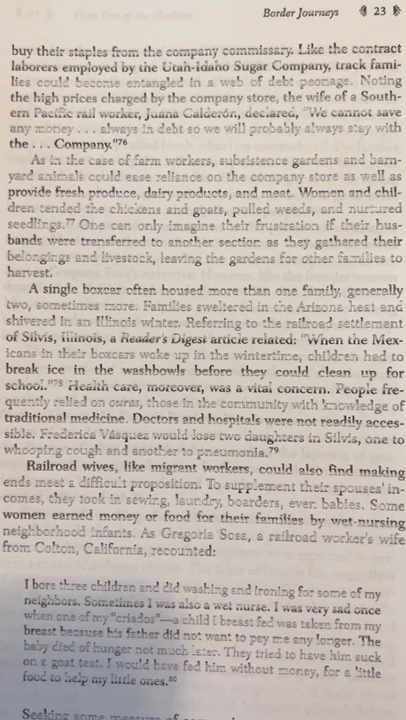 Border Journeys 23
buy their staples from the company commissary. Like the contract
laborers employed by the Utah-Idaho Sugar Company, track fami-
lies could become entangled in a web of debt peonage. Noting
the high prices charged by the company store, the wife of a South-
ern Pacific rail worker, Juana Calderón, declared, "We cannot save
any money . . . always in debt so we will probably always stay with
the . . . Company."76
As in the case of farm workers, subsistence gardens and barn-
yard animals could ease reliance on the company store as well as
provide fresh produce, dairy products, and meat. Women and chil-
dren tended the chickens and goats, pulled weeds, and nurtured
seedlings.77 One can only imagine their frustration if their hus-
bands were transferred to another section as they gathered their
belongings and livestock, leaving the gardens for other families to
harvest.
A single boxcar often housed more than one family, generally
two, sometimes more. Families sweltered in the Arizona heat and
shivered in an Illinois winter. Referring to the railroad settlement
of Silvis, Illinois, a Reader's Digest article related: "When the Mex-
icans in their boxcars woke up in the wintertime, children had to
break ice in the washbowls before they could clean up for
school."78 Health care, moreover, was a vital concern. People fre-
quently relied on curas, those in the community with knowledge of
traditional medicine. Doctors and hospitals were not readily acces-
sible. Frederica Vásquez would lose two daughters in Silvis, one to
whooping cough and another to pneumonia.79
Railroad wives, like migrant workers, could also find making
ends meet a difficult proposition. To supplement their spouses' in-
comes, they took in sewing, laundry, boarders, even babies. Some
women earned money or food for their families by wet-nursing
neighborhood infants. As Gregoria Sosa, a railroad worker's wife
from Colton, California, recounted:
I bore three children and did washing and ironing for some of my
neighbors. Sometimes I was also a wet nurse. I was very sad once
when one of my "criados"—a child I breast fed was taken from my
breast because his father did not want to pay me any longer. The
baby died of hunger not much later. They tried to have him suck
on a goat teat. I would have fed him without money, for a little
food to help my little ones.80
Seeking some measure of